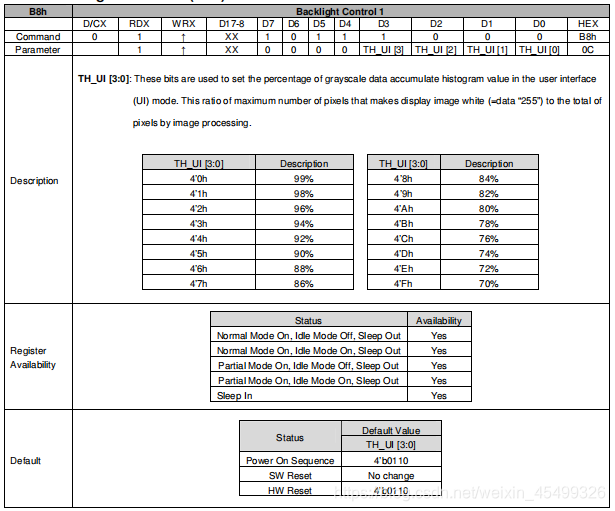 B8h Backlight Control 1
D/CX RDX WRX D17-8 D7 D6 D5 D4 D3 D2 D1 D0 HEX
Command 0 1 ↑ XX 1 0 1 1 1 0 0 0 B8h
Parameter 1 1 ↑ XX 0 0 0 0 TH_UI [3] TH_UI [2] TH_UI [1] TH_UI [0] 0C
Description
TH_UI [3:0]: These bits are used to set the percentage of grayscale data accumulate histogram value in the user interface
(UI) mode. This ratio of maximum number of pixels that makes display image white (=data “255”) to the total of
pixels by image processing.
TH_UI [3:0] Description TH_UI [3:0] Description
4'0h 99% 4'8h 84%
4'1h 98% 4'9h 82%
4'2h 96% 4'Ah 80%
4'3h 94% 4'Bh 78%
4'4h 92% 4'Ch 76%
4'5h 90% 4'Dh 74%
4'6h 88% 4'Eh 72%
4'7h 86% 4'Fh 70%
Register
Availability
Status Availability
Normal Mode On, Idle Mode Off, Sleep Out Yes
Normal Mode On, Idle Mode On, Sleep Out Yes
Partial Mode On, Idle Mode Off, Sleep Out Yes
Partial Mode On, Idle Mode On, Sleep Out Yes
Sleep In Yes
Default
Status Default Value
TH_UI [3:0]
Power On Sequence 4'b0110
SW Reset No change
HW Reset 4'b0110
https://blog.csdn.net/weixin_45499326